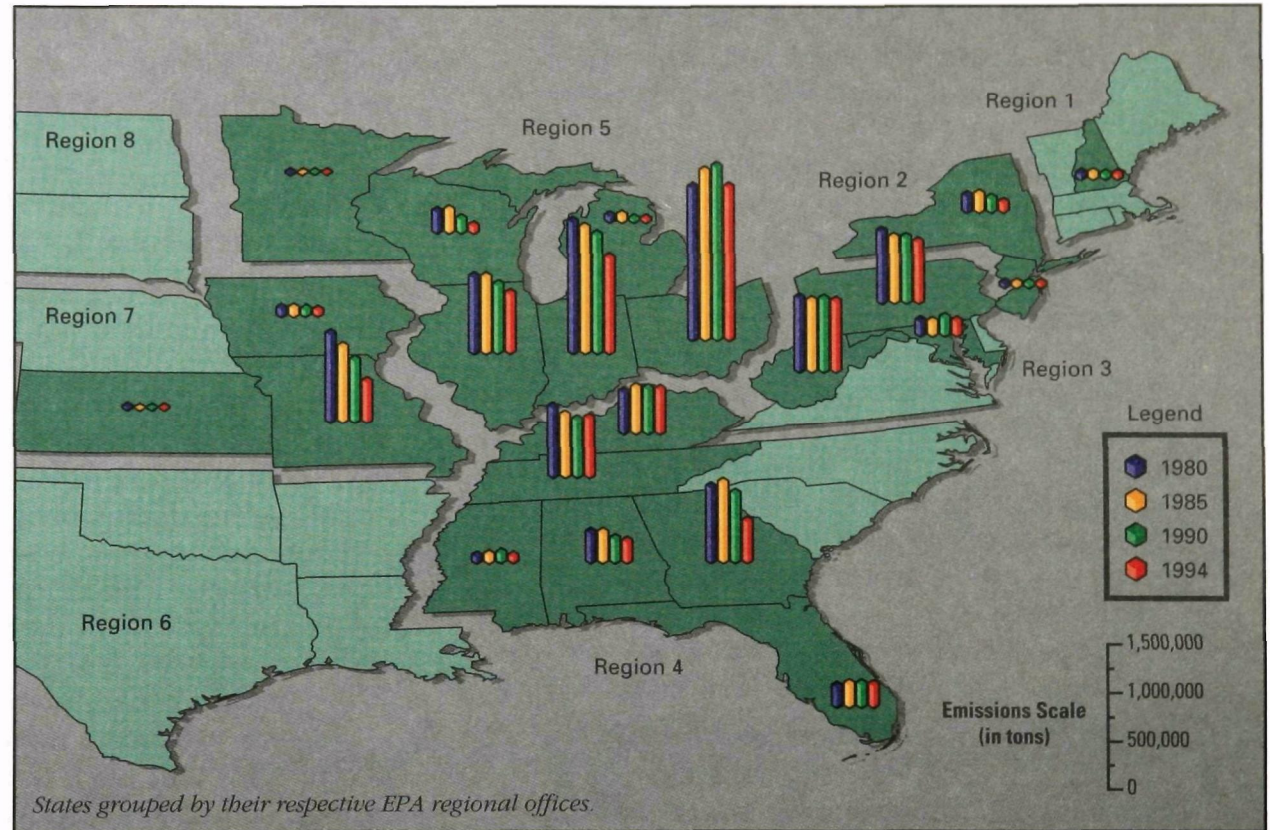 Region 1
Region 5
Region 8
Region 2
Region 7
Region 3
Legend
1980
1985
1990
1994
Region 6
Region 4
Emissions Scale
(in tons)
1,500,000
1,000,000
500,000
0
States grouped by their respective EPA regional offices.